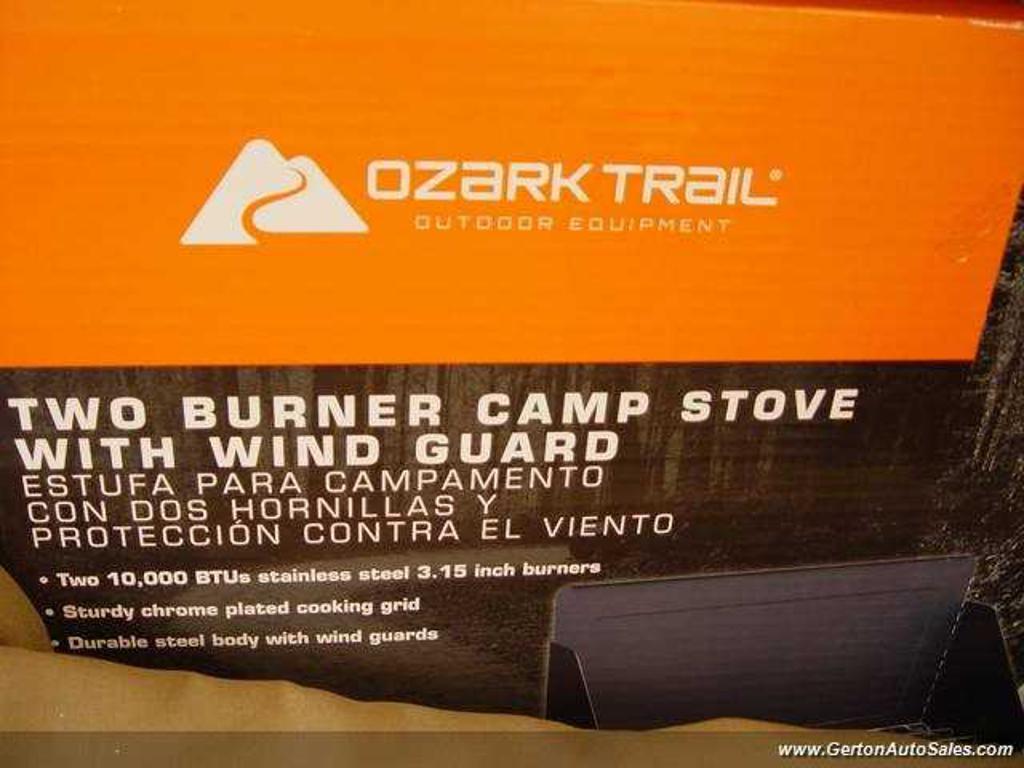 OZARK TRAIL®
OUTDOOR EQUIPMENT
TWO BURNER CAMP STOVE
WITH WIND GUARD
ESTUFA PARA CAMPAMENTO
CON DOS HORNILLAS Y
PROTECCIÓN CONTRA EL VIENTO
• Two 10,000 BTUs stainless steel 3.15 inch burners
• Sturdy chrome plated cooking grid
• Durable steel body with wind guards
www.GertonAutoSales.com